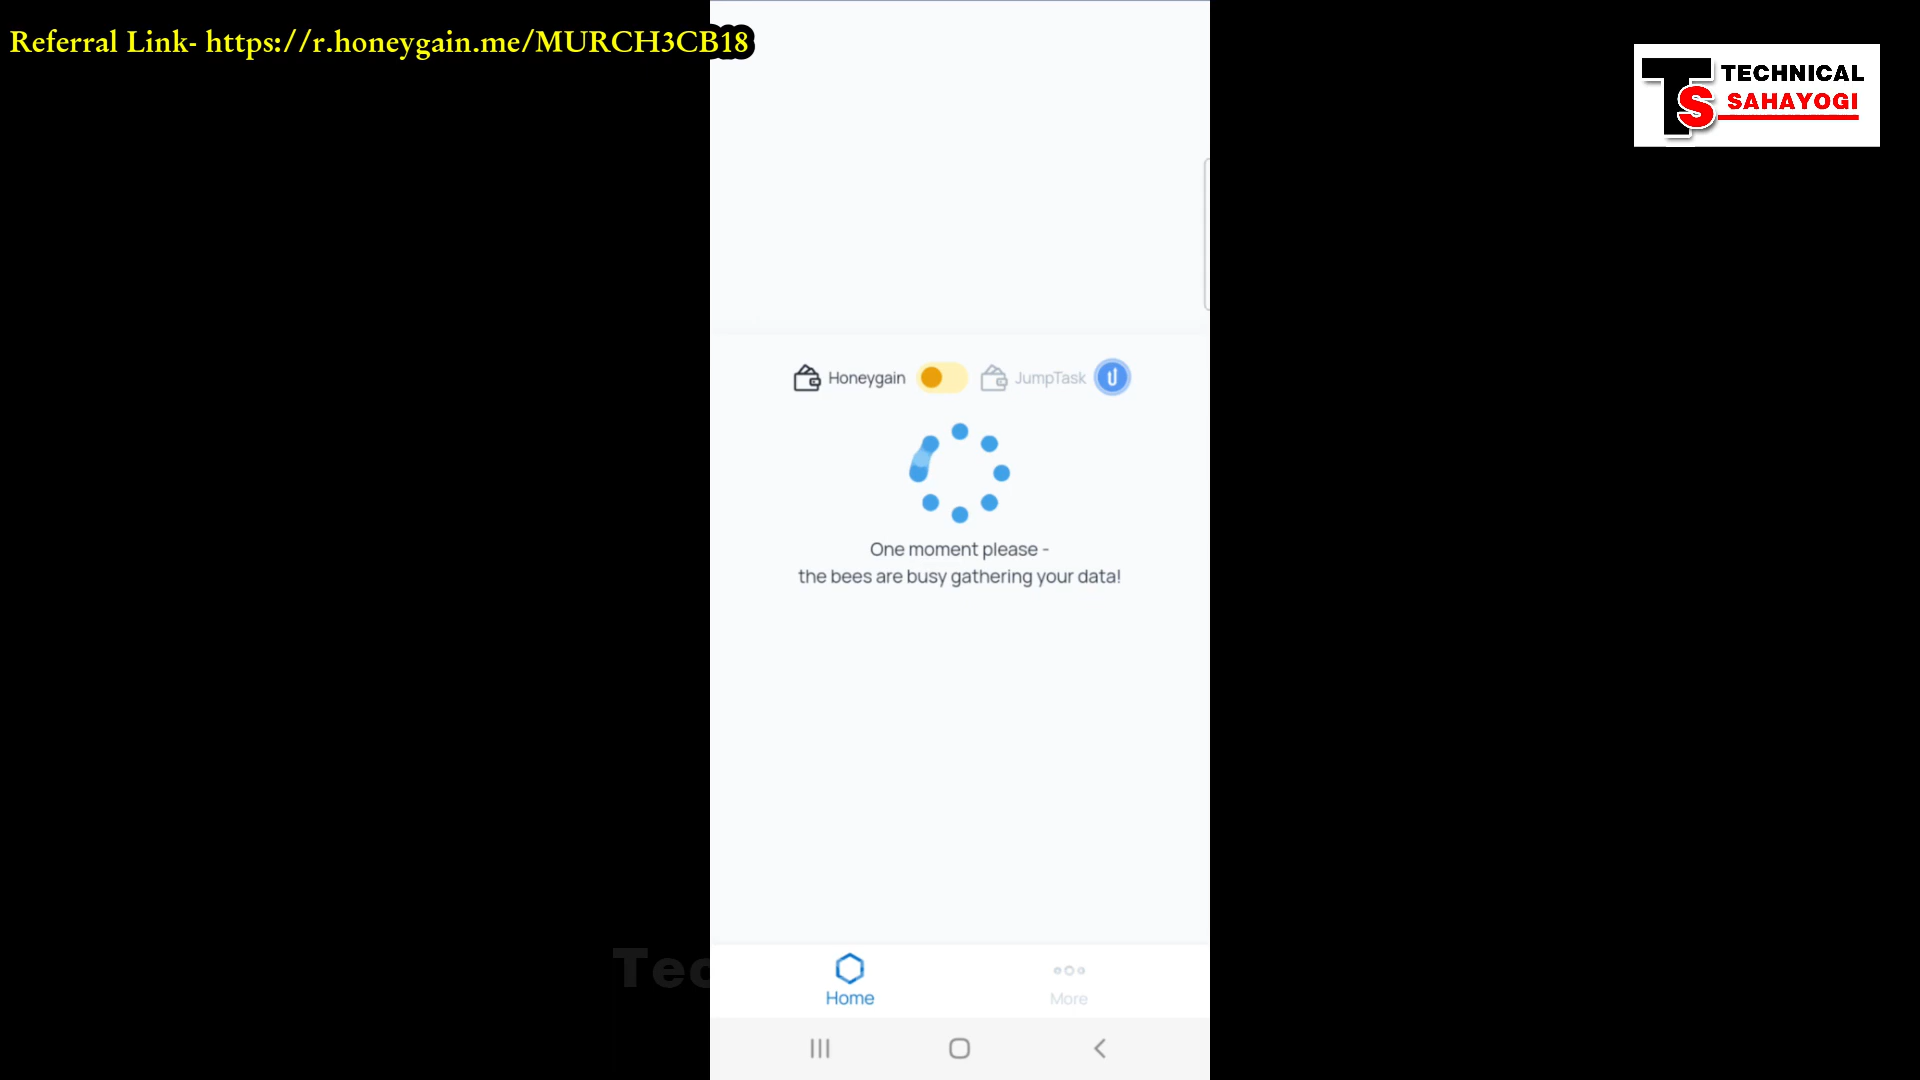 Referral Link- https://r.honeygain.me/MURCH3CB18
TECHNICAL
SAHAYOGI
Honeygain
JumpTask
One moment please -
the bees are busy gathering your data!
Tec
Home
More